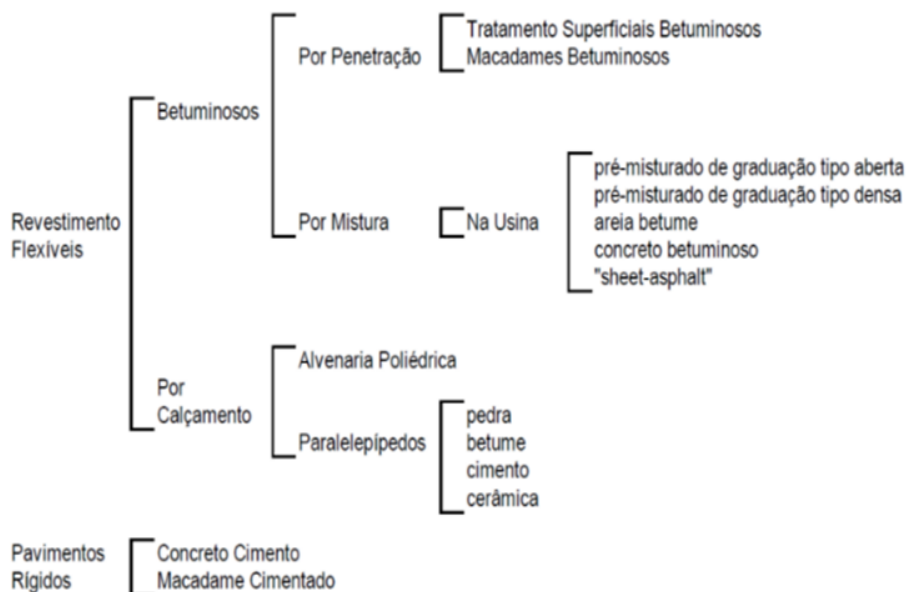 Por Penetração
Tratamento Superficiais Betuminosos
Macadames Betuminosos
Betuminosos
Revestimento
Flexíveis
Por Mistura
Na Usina
pré-misturado de graduação tipo aberta
pré-misturado de graduação tipo densa
areia betume
concreto betuminoso
"sheet-asphalt"
Por
Calçamento
Alvenaria Poliédrica
Paralelepípedos
pedra
betume
cimento
cerâmica
Pavimentos
Rígidos
Concreto Cimento
Macadame Cimentado